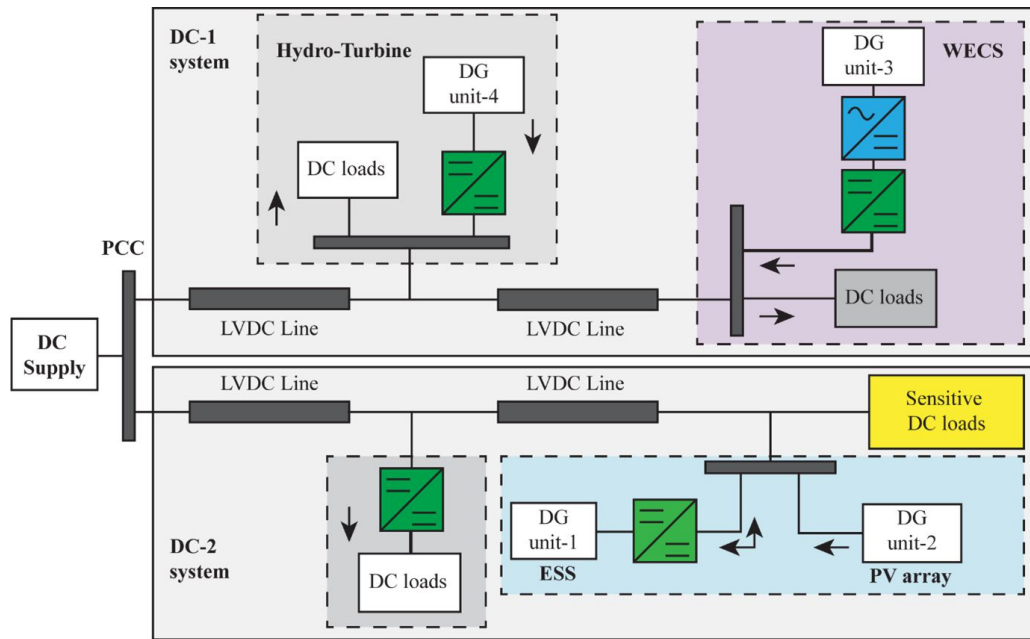 DC-1
system
Hydro-Turbine
DG
unit-4
DC loads
DG
unit-3
WECS
DC loads
PCC
LVDC Line
LVDC Line
DC
Supply
LVDC Line
LVDC Line
Sensitive
DC loads
DC-2
system
DC loads
DG
unit-1
ESS
DG
unit-2
PV array